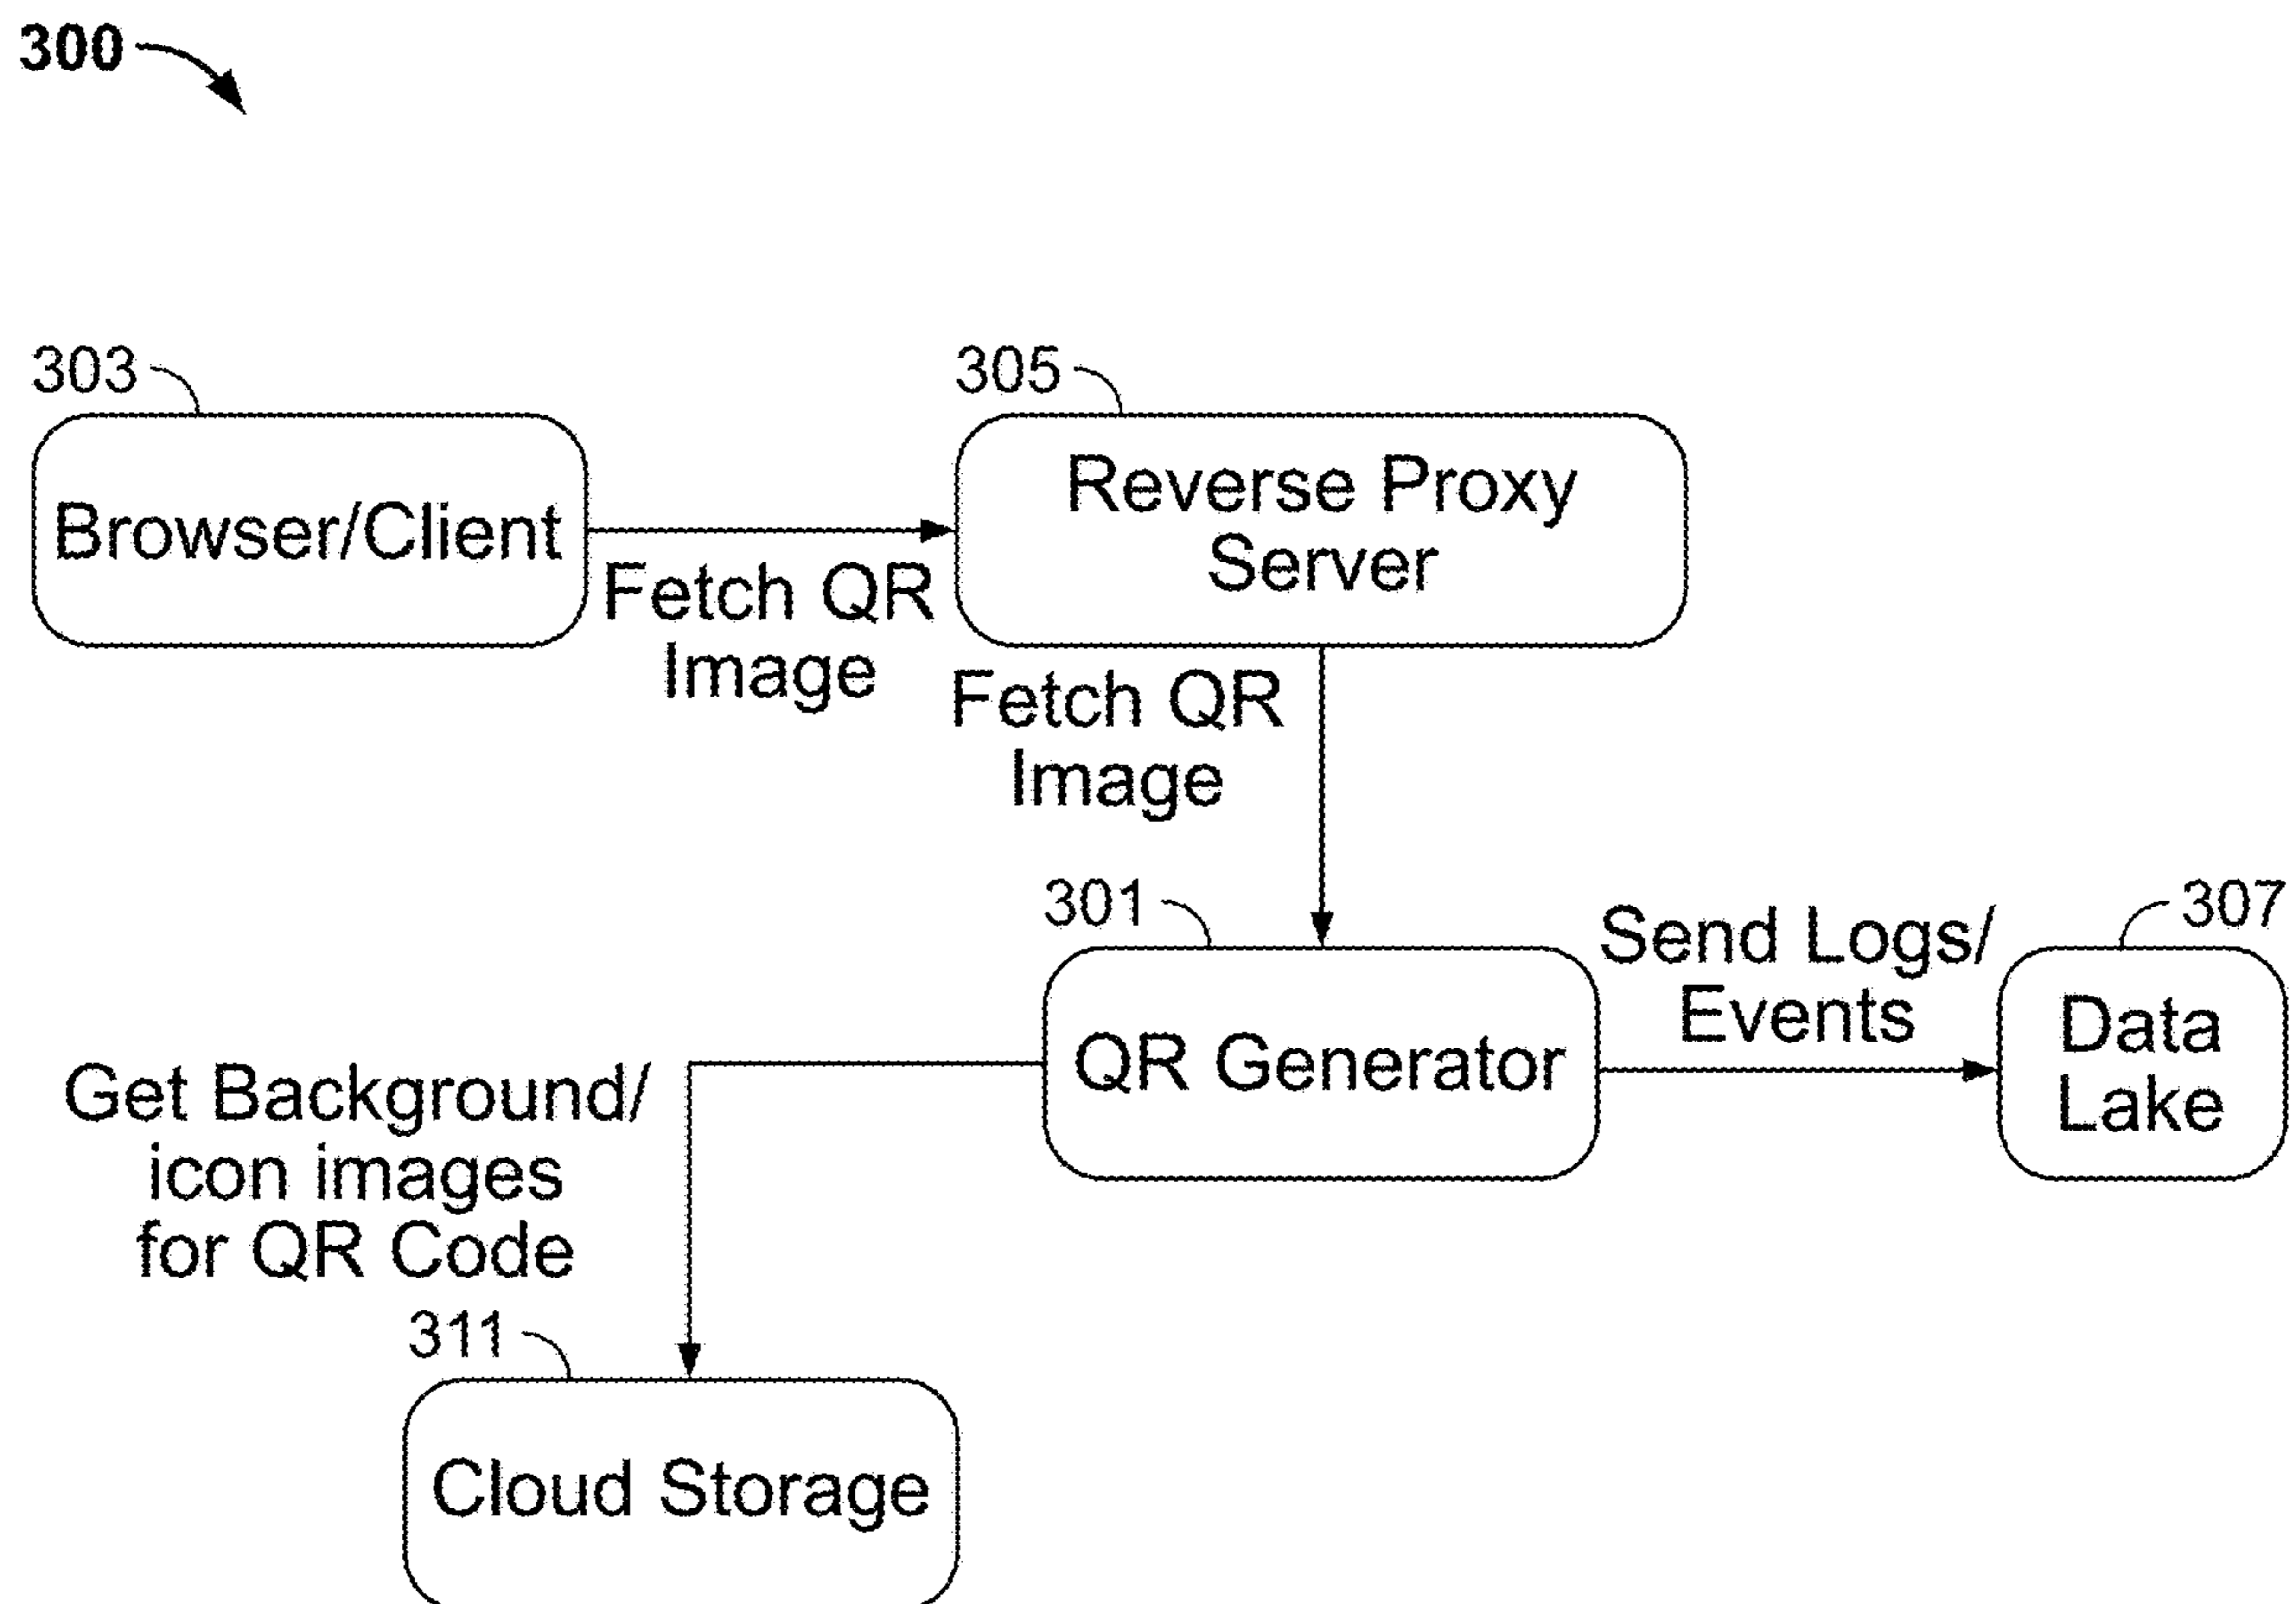 300
303
Browser/Client
Fetch QR
Image
305
Reverse Proxy
Server
Fetch QR
Image
301
QR Generator
Send Logs/
Events
307
Data
Lake
Get Background/
icon images
for QR Code
311
Cloud Storage